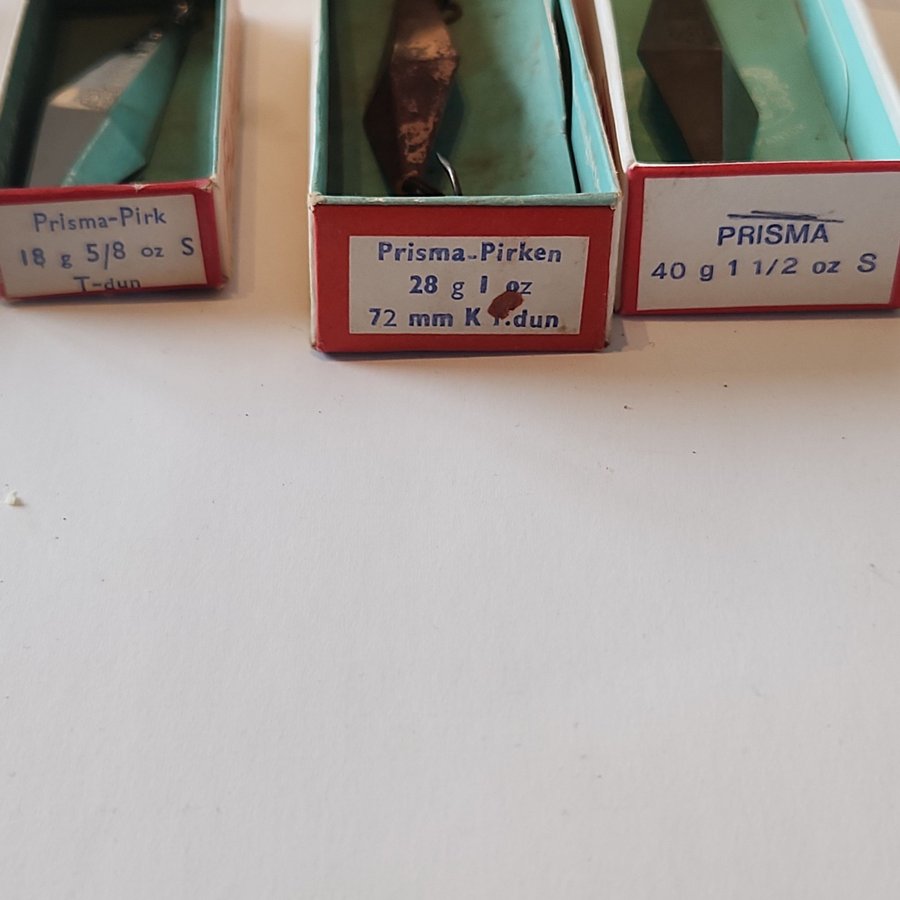 Prisma-Pirk
18 g 5/8 oz S
T-dun
Prisma-Pirken
28 g 1 oz
72 mm K T.dun
PRISMA
40 g 1 1/2 oz S